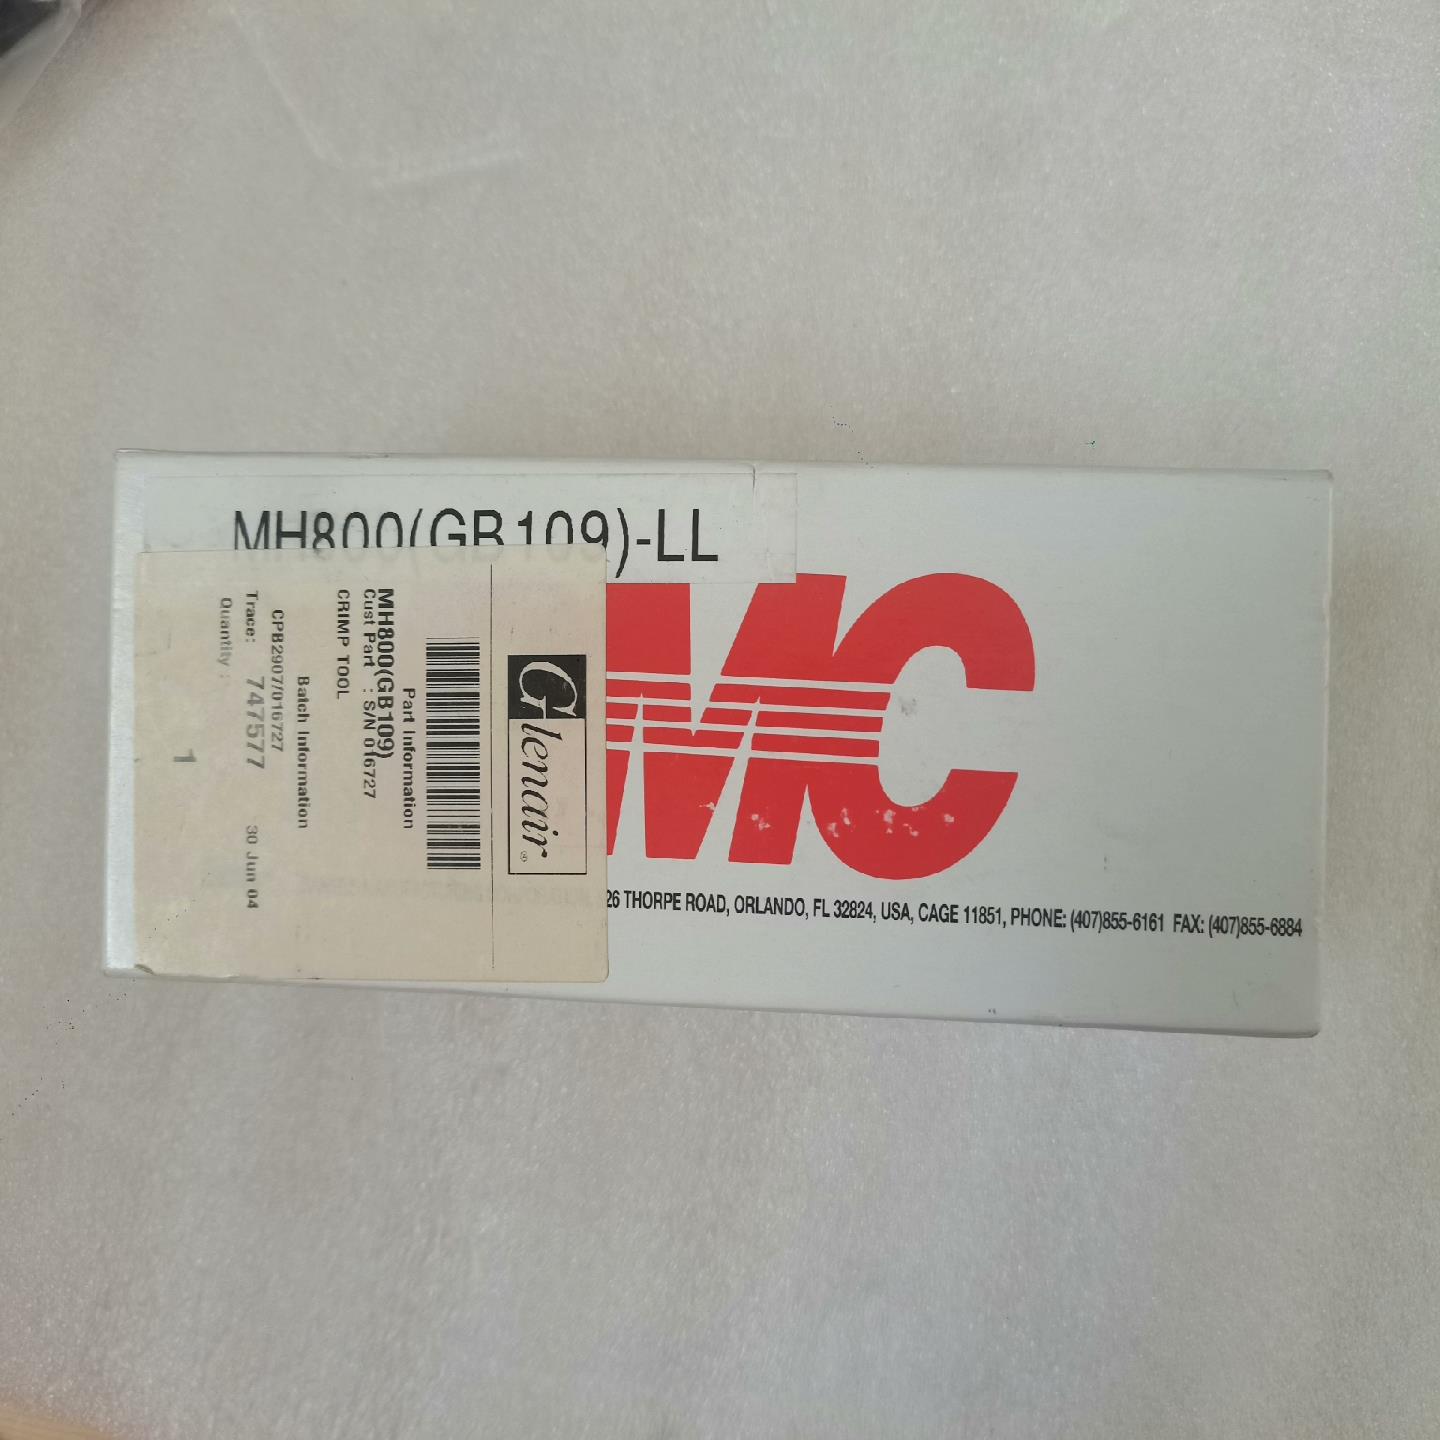 MH800(GB109)-LL
MC
26 THORPE ROAD, ORLANDO, FL 32824, USA, CAGE 11851, PHONE: (407)855-6161 FAX: (407)855-6884
Glenair®
Part Information
MH800(GB109)
Cust Part : S/N 016727
CRIMP TOOL
Batch Information
CPB2907/016727
Trace: 747577 30 Jun 04
Quantity : 1